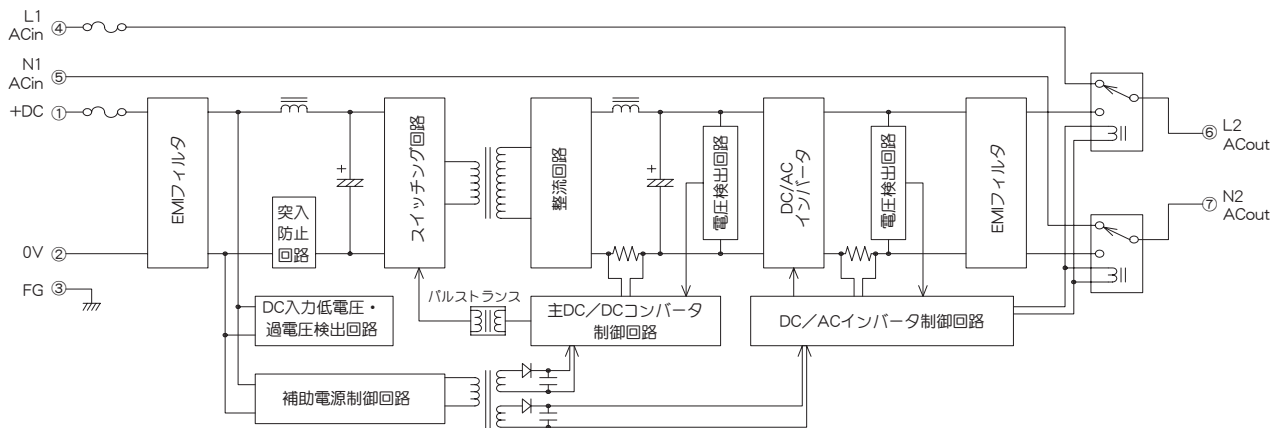 L1
ACin ④
N1
ACin ⑤
+DC ①
0V ②
FG ③
EMIフィルタ
突入
防止
回路
+
スイッチング回路
整流回路
+
電圧検出回路
DC/AC
インバータ
電圧検出回路
EMIフィルタ
⑥ L2
ACout
⑦ N2
ACout
DC入力低電圧・
過電圧検出回路
パルストランス
主DC／DCコンバータ
制御回路
DC／ACインバータ制御回路
補助電源制御回路